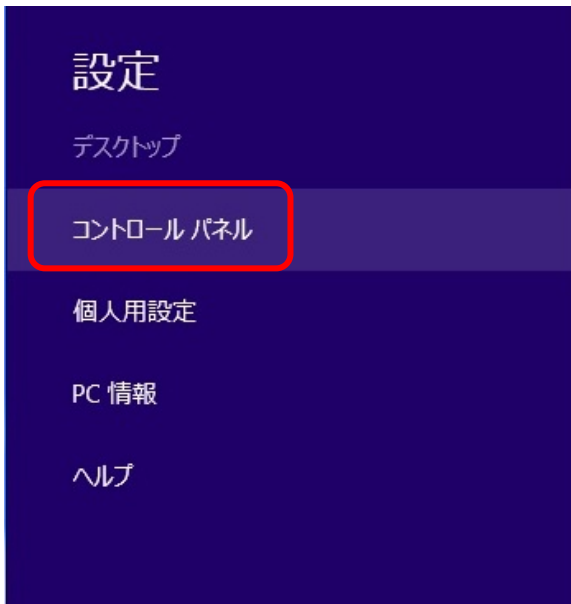 設定
デスクトップ
コントロール パネル
個人用設定
PC 情報
ヘルプ